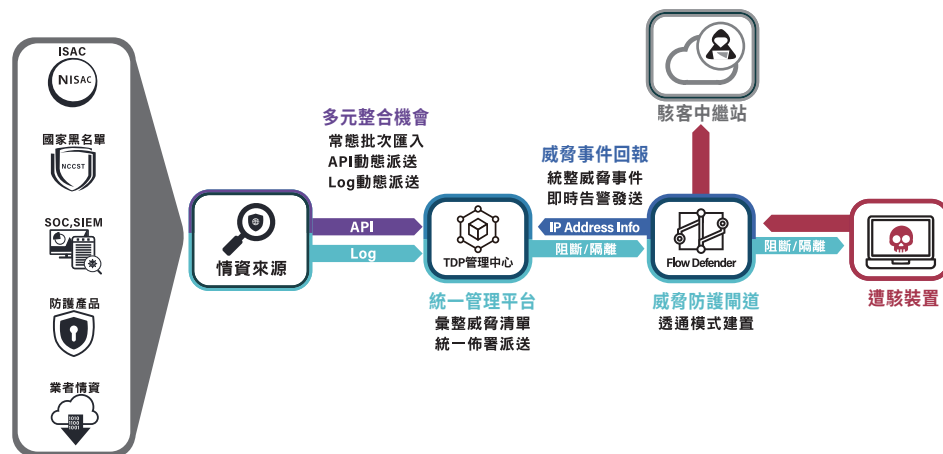 ISAC
NISAC
國家黑名單
NCCST
SOC,SIEM
防護產品
業者情資
1010
1100
1001
情資來源
多元整合機會
常態批次匯入
API動態派送
Log動態派送
API
Log
TDP管理中心
統一管理平台
彙整威脅清單
統一佈署派送
威脅事件回報
統整威脅事件
即時告警發送
IP Address Info
阻斷/隔離
Flow Defender
威脅防護閘道
透通模式建置
駭客中繼站
阻斷/隔離
遭駭裝置